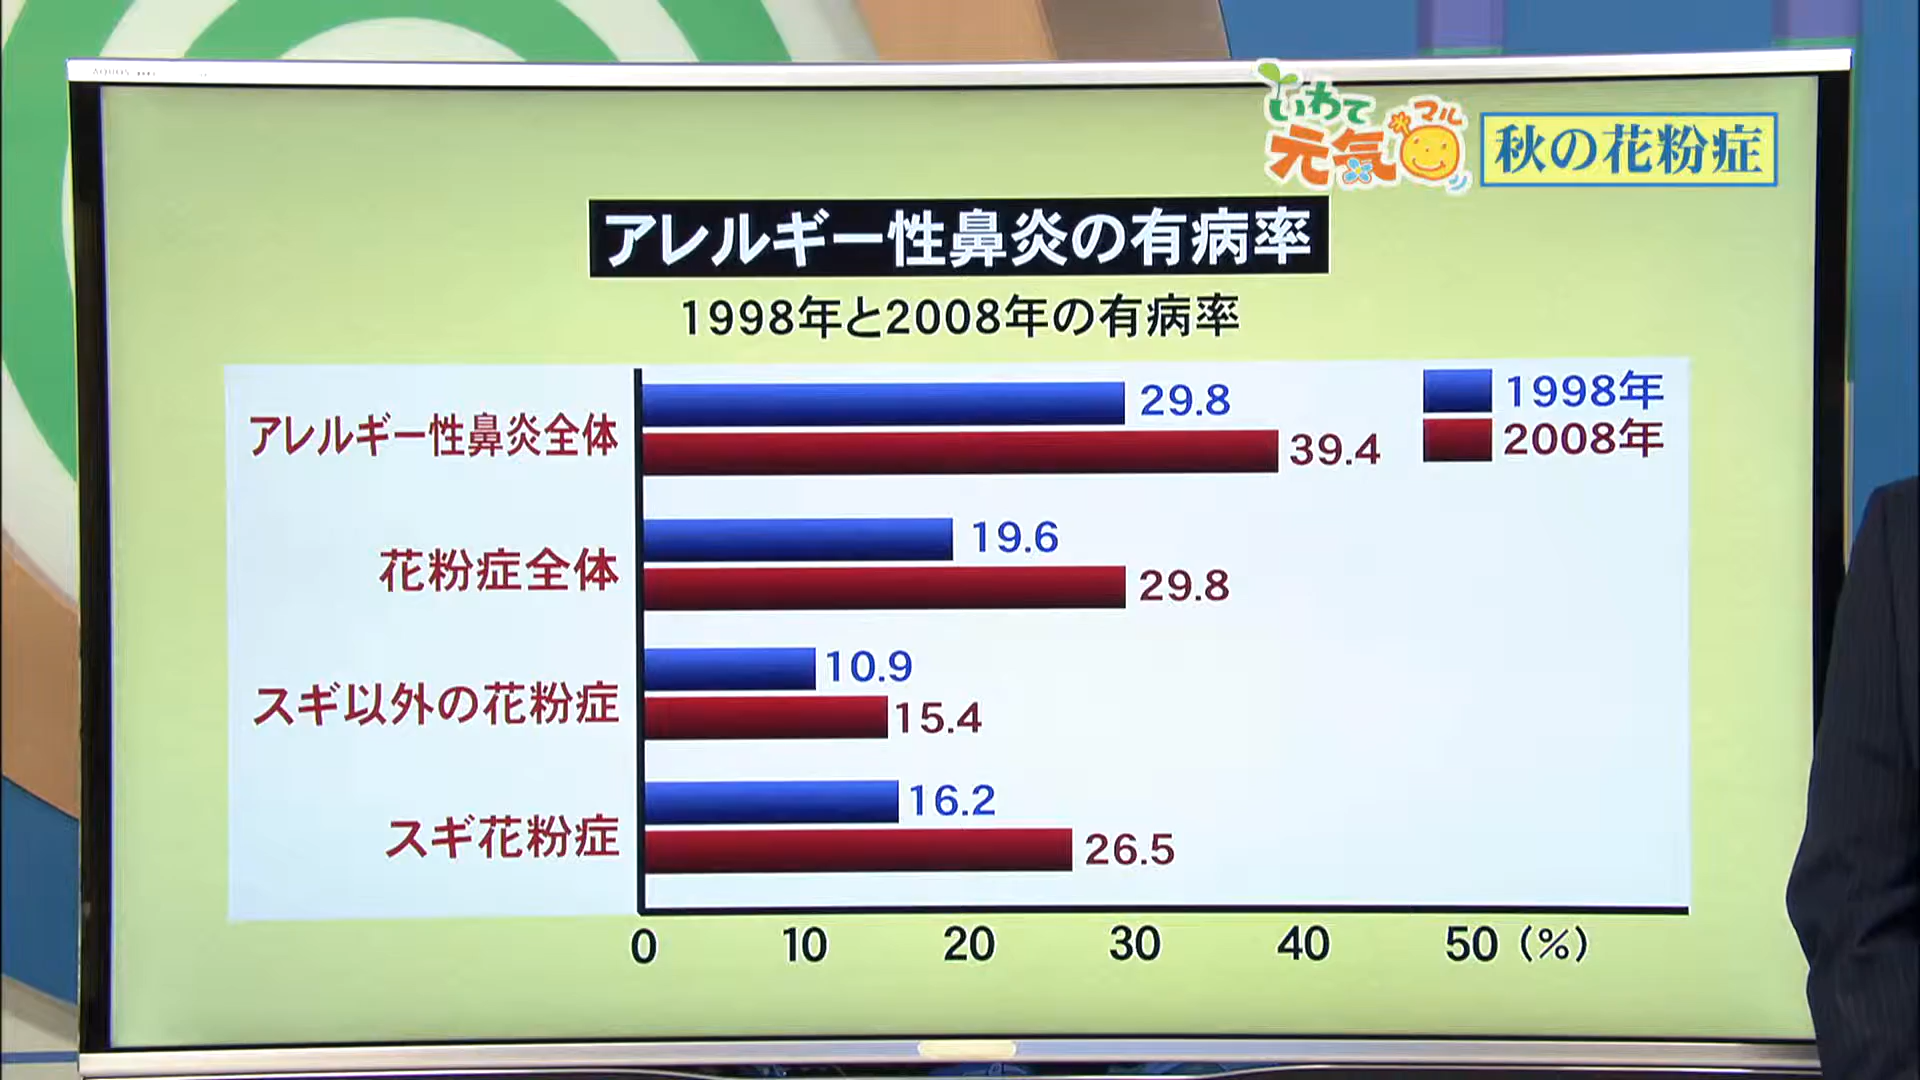 いわて
元気マル
秋の花粉症
アレルギー性鼻炎の有病率
1998年と2008年の有病率
アレルギー性鼻炎全体
29.8
39.4
1998年
2008年
花粉症全体
19.6
29.8
スギ以外の花粉症
10.9
15.4
スギ花粉症
16.2
26.5
0 10 20 30 40 50 (%)